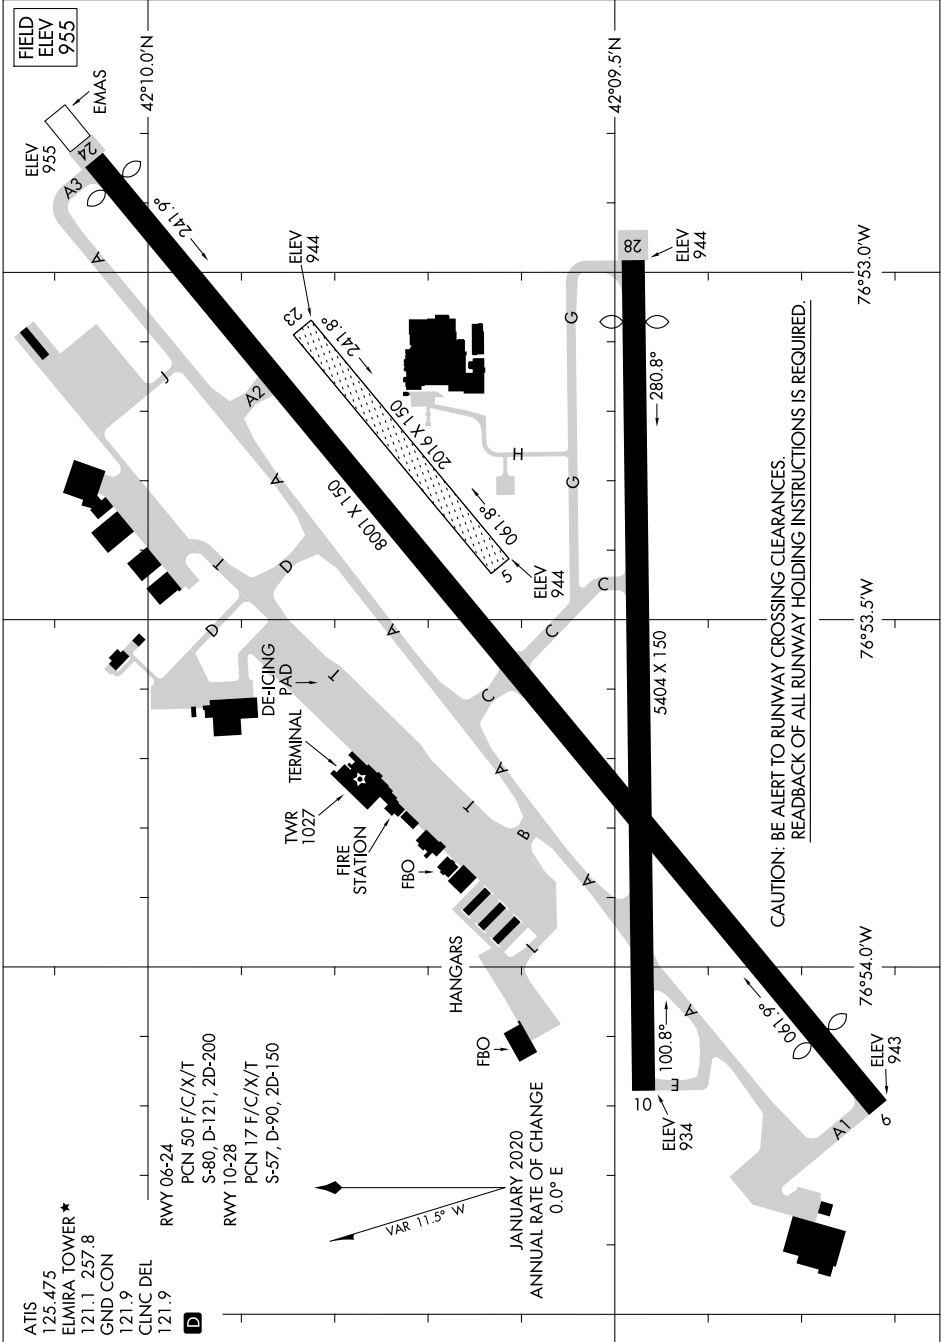 ATIS
125.475
ELMIRA TOWER★
121.1 257.8
GND CON
121.9
CLNC DEL
121.9
D
RWY 06-24
PCN 50 F/C/X/T
S-80, D-121, 2D-200
RWY 10-28
PCN 17 F/C/X/T
S-57, D-90, 2D-150
VAR 11.5° W
JANUARY 2020
ANNUAL RATE OF CHANGE
0.0° E
FIELD
ELEV
955
EMAS
42°10.0'N
42°09.5'N
ELEV
955
24
A3
A
241.9°
J
A2
ELEV
944
32
241.8°
2016 X 150
061.8°
5
ELEV
944
8001 X 150
A
T
D
D
A
T
DE-ICING
PAD
TERMINAL
TWR
1027
FIRE
STATION
FBO
HANGARS
FBO
L
T
B
A
A
C
C
C
H
G
G
28
ELEV
944
280.8°
5404 X 150
76°53.0'W
76°53.5'W
76°54.0'W
10
100.8°
E
ELEV
934
A
061.9°
ELEV
943
6
A1
CAUTION: BE ALERT TO RUNWAY CROSSING CLEARANCES.
READBACK OF ALL RUNWAY HOLDING INSTRUCTIONS IS REQUIRED.